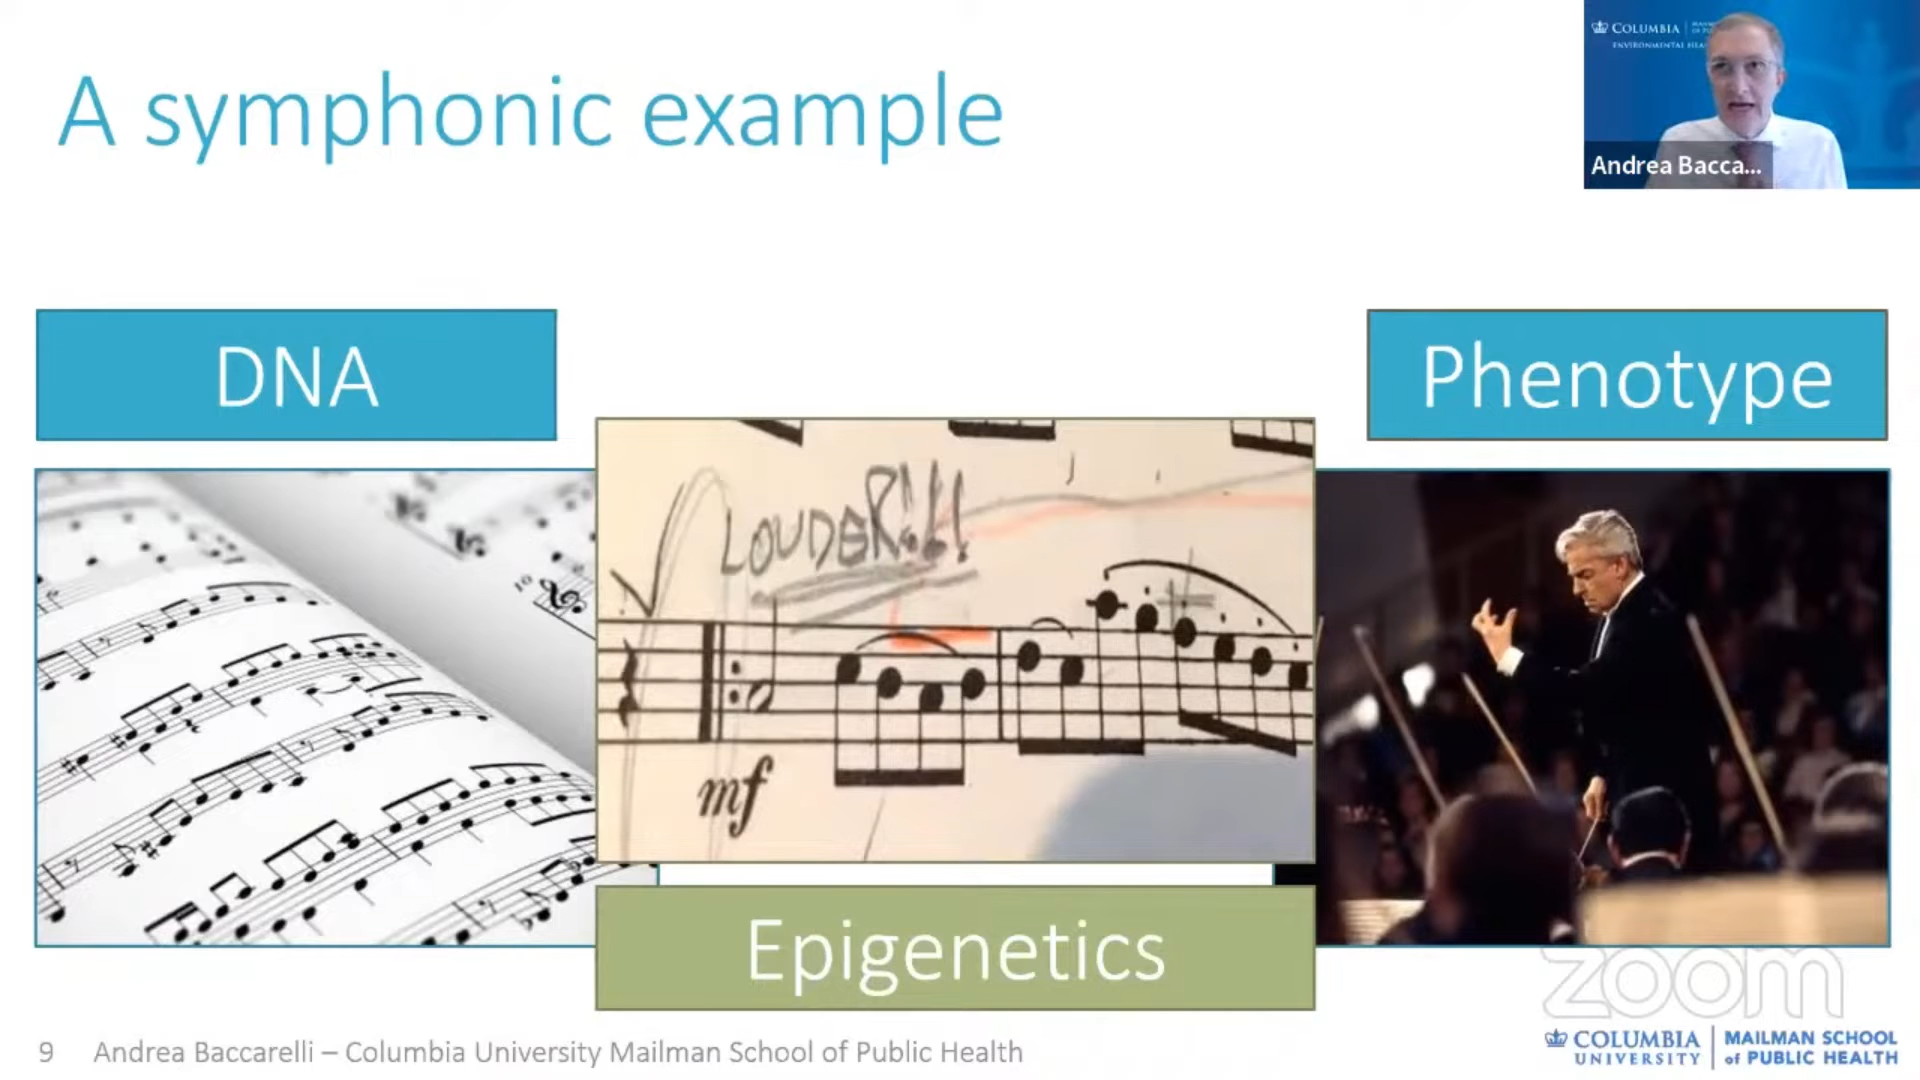 A symphonic example
COLUMBIA
Andrea Bacca...
DNA
Phenotype
LOUDER!!!
mf
10
Epigenetics
zoom
9 Andrea Baccarelli – Columbia University Mailman School of Public Health
COLUMBIA
UNIVERSITY
MAILMAN SCHOOL
of PUBLIC HEALTH